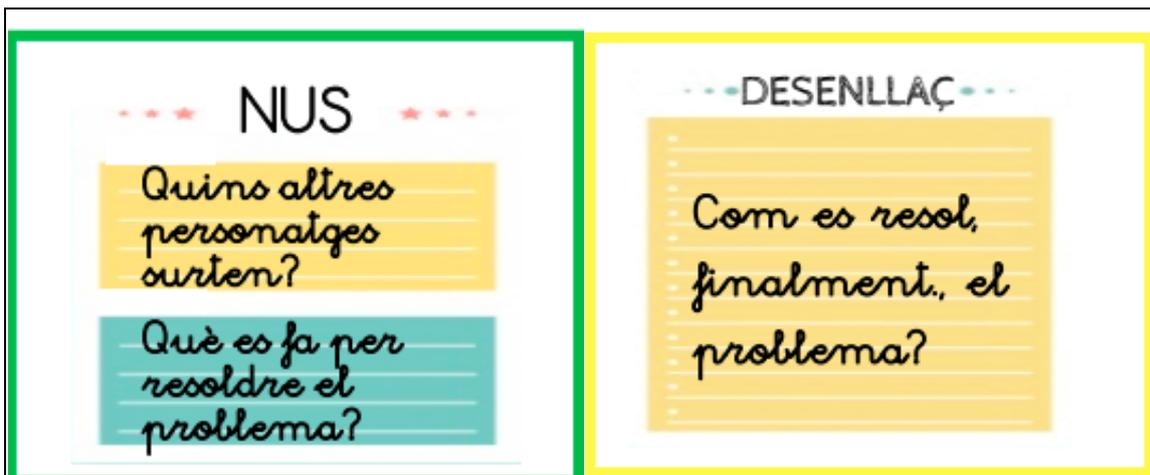 NUS
Quins altres
personatges
surten?
Què es fa per
resoldre el
problema?
DESENLLAÇ
Com es resol,
finalment., el
problema?